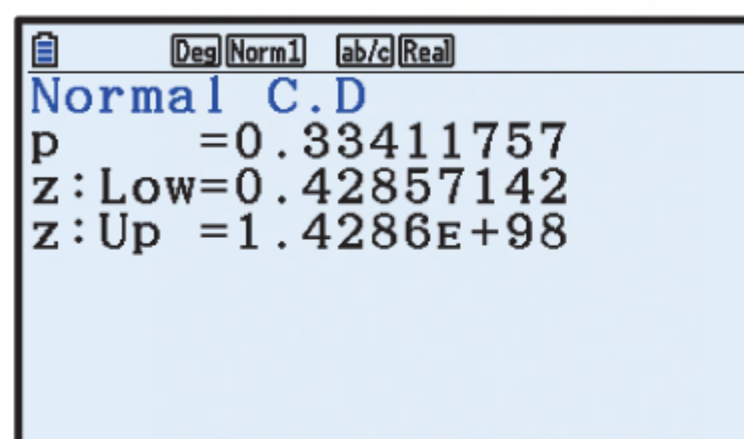 Deg Norm1 ab/c Real
Normal C.D
p =0.33411757
z:Low=0.42857142
z:Up =1.4286E+98